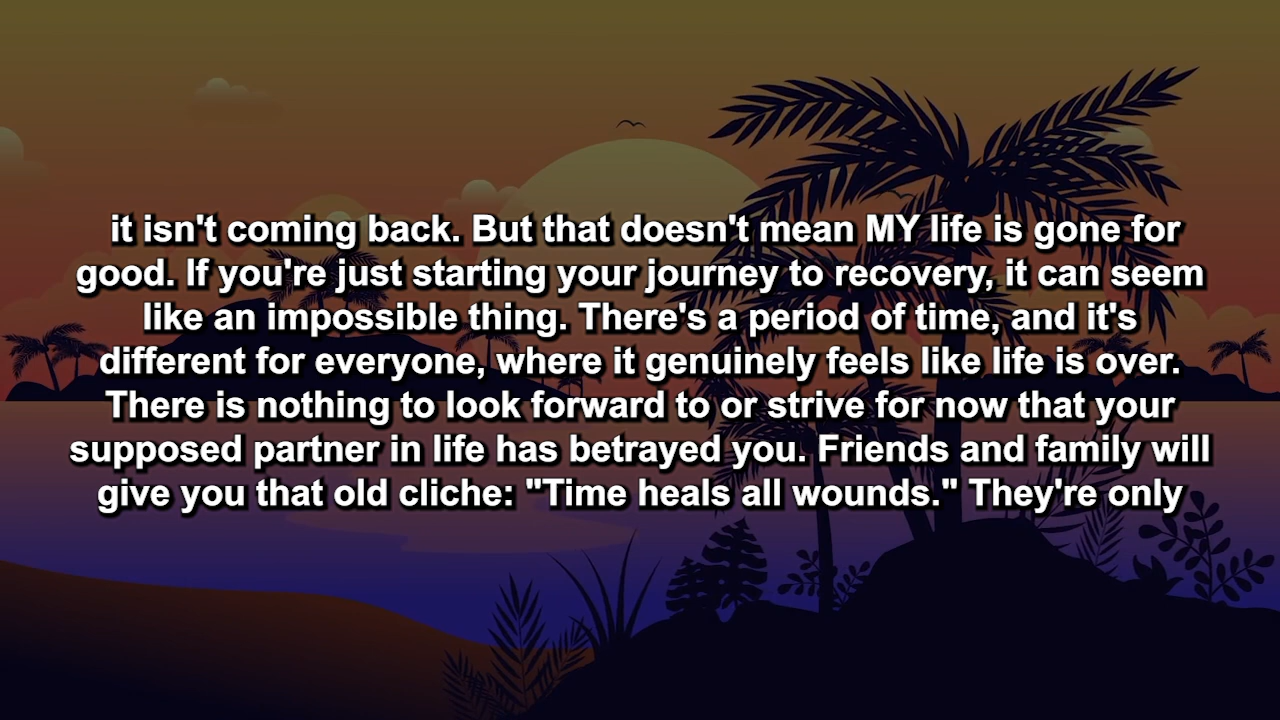 it isn't coming back. But that doesn't mean MY life is gone for
good. If you're just starting your journey to recovery, it can seem
like an impossible thing. There's a period of time, and it's
different for everyone, where it genuinely feels like life is over.
There is nothing to look forward to or strive for now that your
supposed partner in life has betrayed you. Friends and family will
give you that old cliche: "Time heals all wounds." They're only